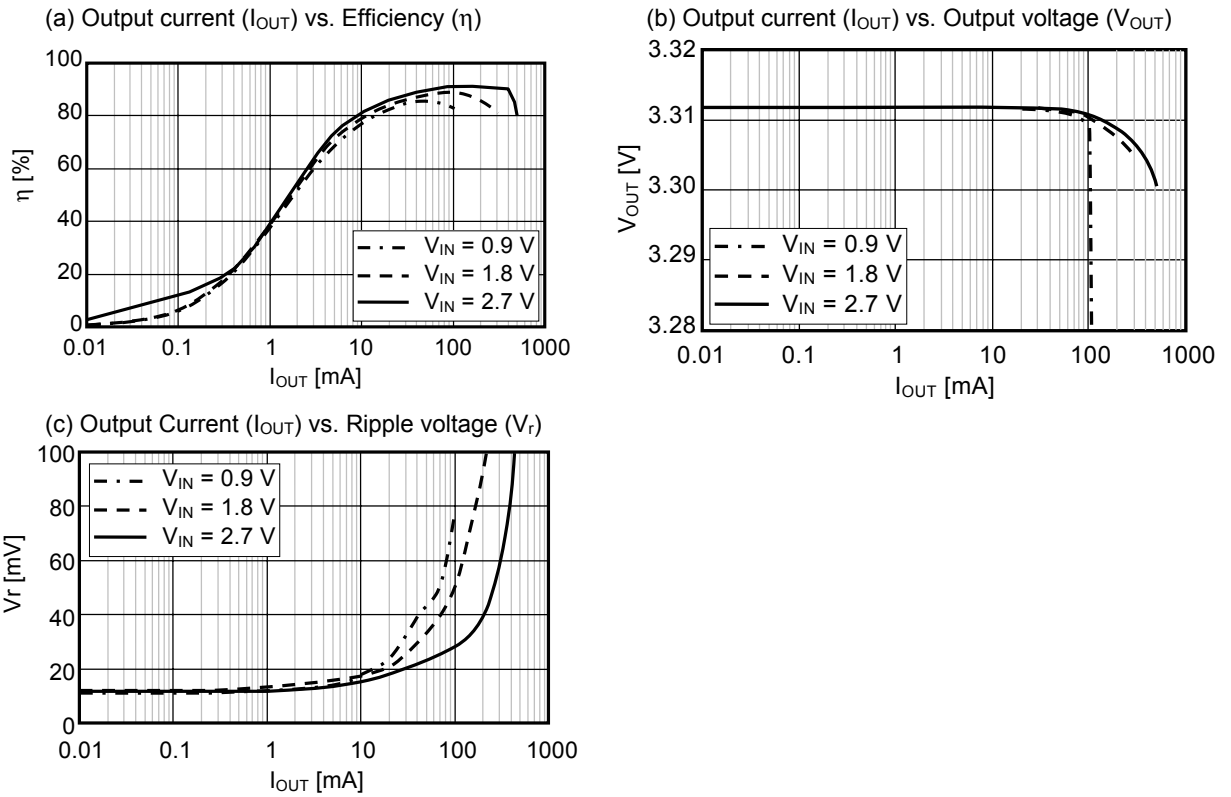 (a) Output current (IOUT) vs. Efficiency (η)
100
80
60
40
20
0
η [%]
VIN = 0.9 V
VIN = 1.8 V
VIN = 2.7 V
0.01 0.1 1 10 100 1000
IOUT [mA]
(b) Output current (IOUT) vs. Output voltage (VOUT)
3.32
3.31
3.30
3.29
3.28
VOUT [V]
VIN = 0.9 V
VIN = 1.8 V
VIN = 2.7 V
0.01 0.1 1 10 100 1000
IOUT [mA]
(c) Output Current (IOUT) vs. Ripple voltage (Vr)
100
80
60
40
20
0
Vr [mV]
VIN = 0.9 V
VIN = 1.8 V
VIN = 2.7 V
0.01 0.1 1 10 100 1000
IOUT [mA]